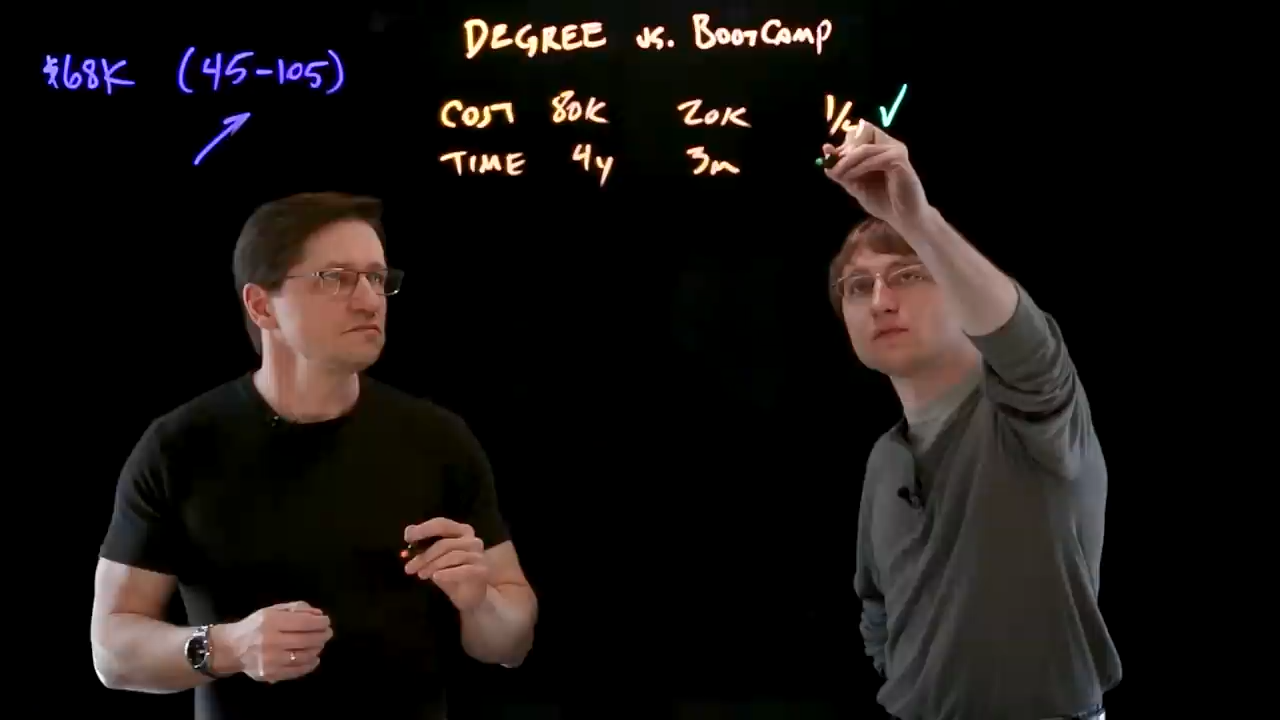 DEGREE vs. BOOTCAMP
$68K (45-105)
COST 80K 20K 1/4 ✓
TIME 4y 3m